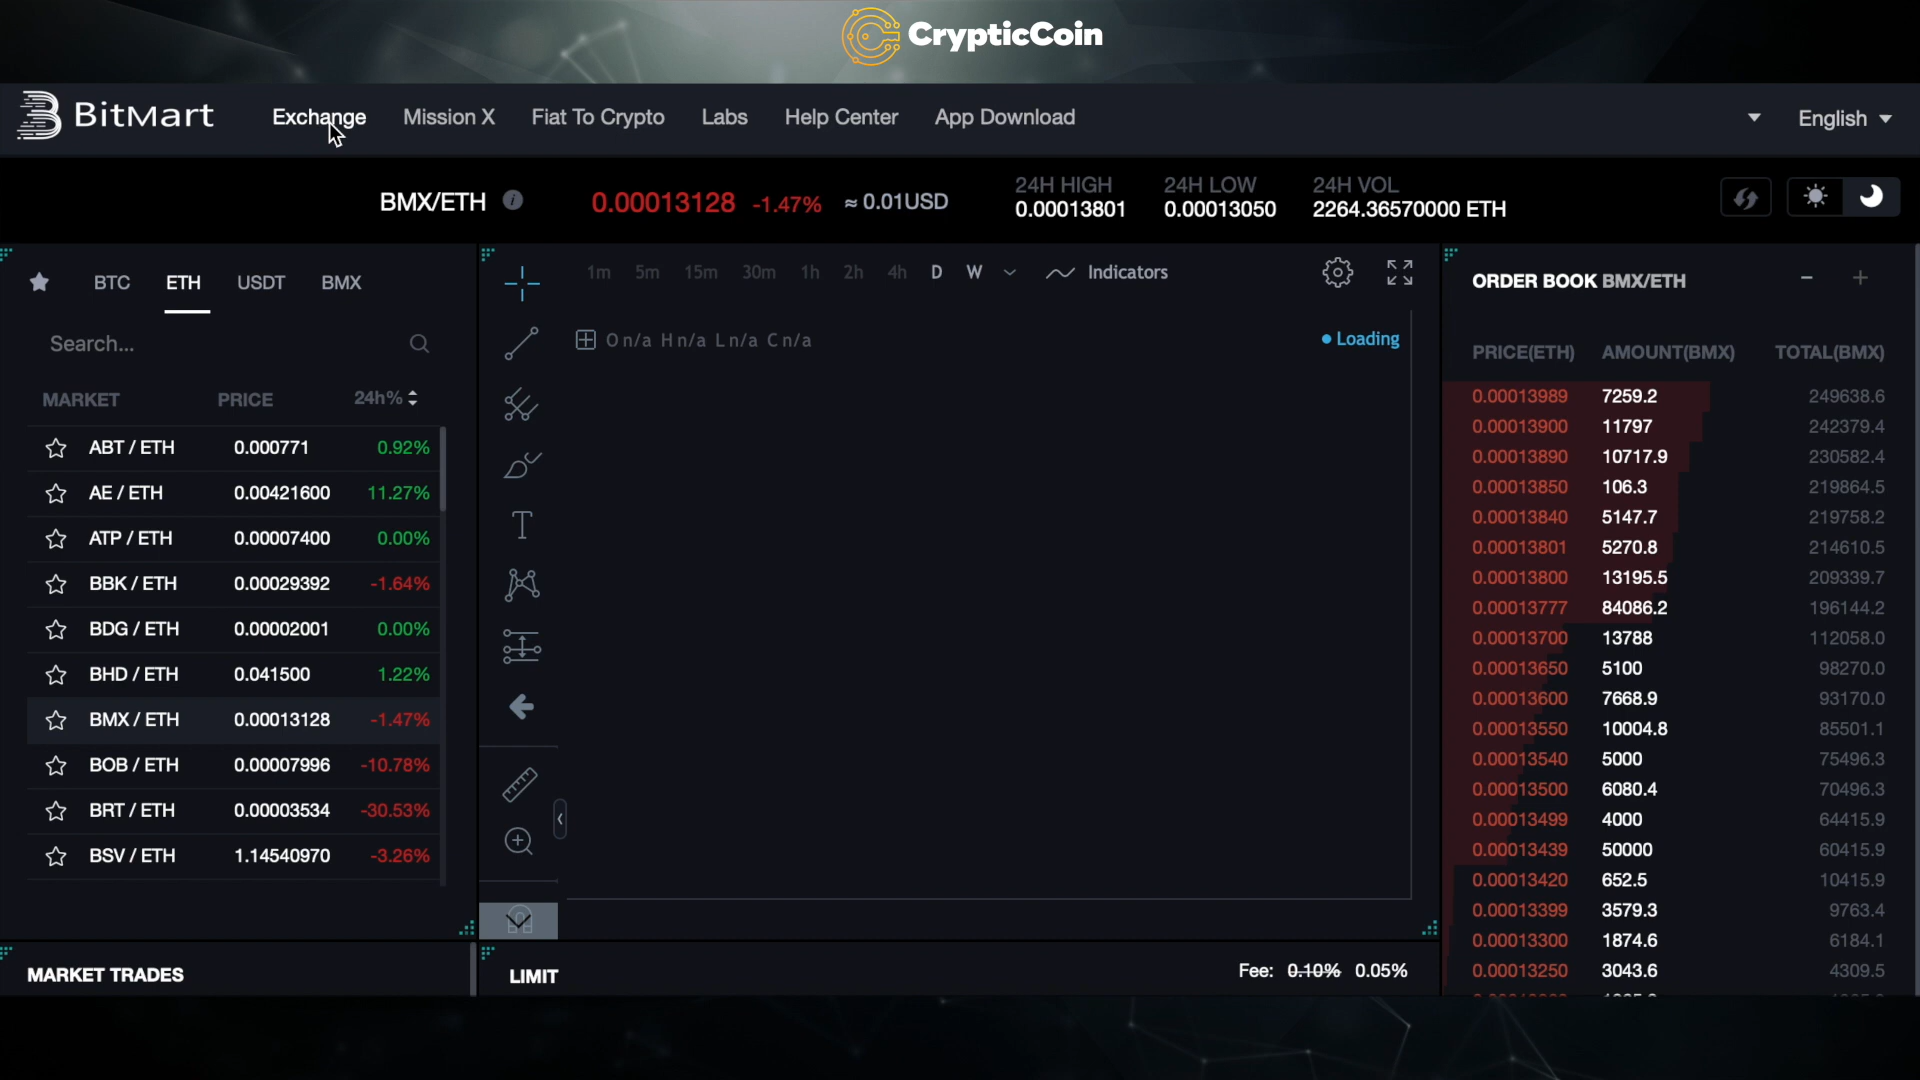 CrypticCoin
BitMart
Exchange Mission X Fiat To Crypto Labs Help Center App Download English
BMX/ETH 0.00013128 -1.47% ≈ 0.01USD
24H HIGH 24H LOW 24H VOL
0.00013801 0.00013050 2264.36570000 ETH
BTC ETH USDT BMX
Search...
MARKET PRICE 24h%
ABT / ETH 0.000771 0.92%
AE / ETH 0.00421600 11.27%
ATP / ETH 0.00007400 0.00%
BBK / ETH 0.00029392 -1.64%
BDG / ETH 0.00002001 0.00%
BHD / ETH 0.041500 1.22%
BMX / ETH 0.00013128 -1.47%
BOB / ETH 0.00007996 -10.78%
BRT / ETH 0.00003534 -30.53%
BSV / ETH 1.14540970 -3.26%
MARKET TRADES
1m 5m 15m 30m 1h 2h 4h D W Indicators
O n/a H n/a L n/a C n/a
Loading
LIMIT
Fee: 0.10% 0.05%
ORDER BOOK BMX/ETH
PRICE(ETH) AMOUNT(BMX) TOTAL(BMX)
0.00013989 7259.2 249638.6
0.00013900 11797 242379.4
0.00013890 10717.9 230582.4
0.00013850 106.3 219864.5
0.00013840 5147.7 219758.2
0.00013801 5270.8 214610.5
0.00013800 13195.5 209339.7
0.00013777 84086.2 196144.2
0.00013700 13788 112058.0
0.00013650 5100 98270.0
0.00013600 7668.9 93170.0
0.00013550 10004.8 85501.1
0.00013540 5000 75496.3
0.00013500 6080.4 70496.3
0.00013499 4000 64415.9
0.00013439 50000 60415.9
0.00013420 652.5 10415.9
0.00013399 3579.3 9763.4
0.00013300 1874.6 6184.1
0.00013250 3043.6 4309.5